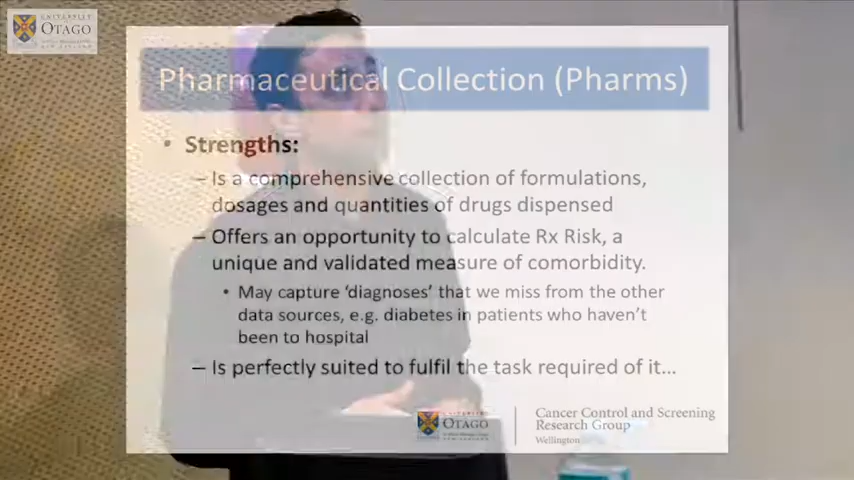 UNIVERSITY
OTAGO
NEW ZEALAND
Pharmaceutical Collection (Pharms)
• Strengths:
– Is a comprehensive collection of formulations,
dosages and quantities of drugs dispensed
– Offers an opportunity to calculate Rx Risk, a
unique and validated measure of comorbidity.
• May capture ‘diagnoses’ that we miss from the other
data sources, e.g. diabetes in patients who haven’t
been to hospital
– Is perfectly suited to fulfil the task required of it…
UNIVERSITY
OTAGO
NEW ZEALAND
Cancer Control and Screening
Research Group
Wellington